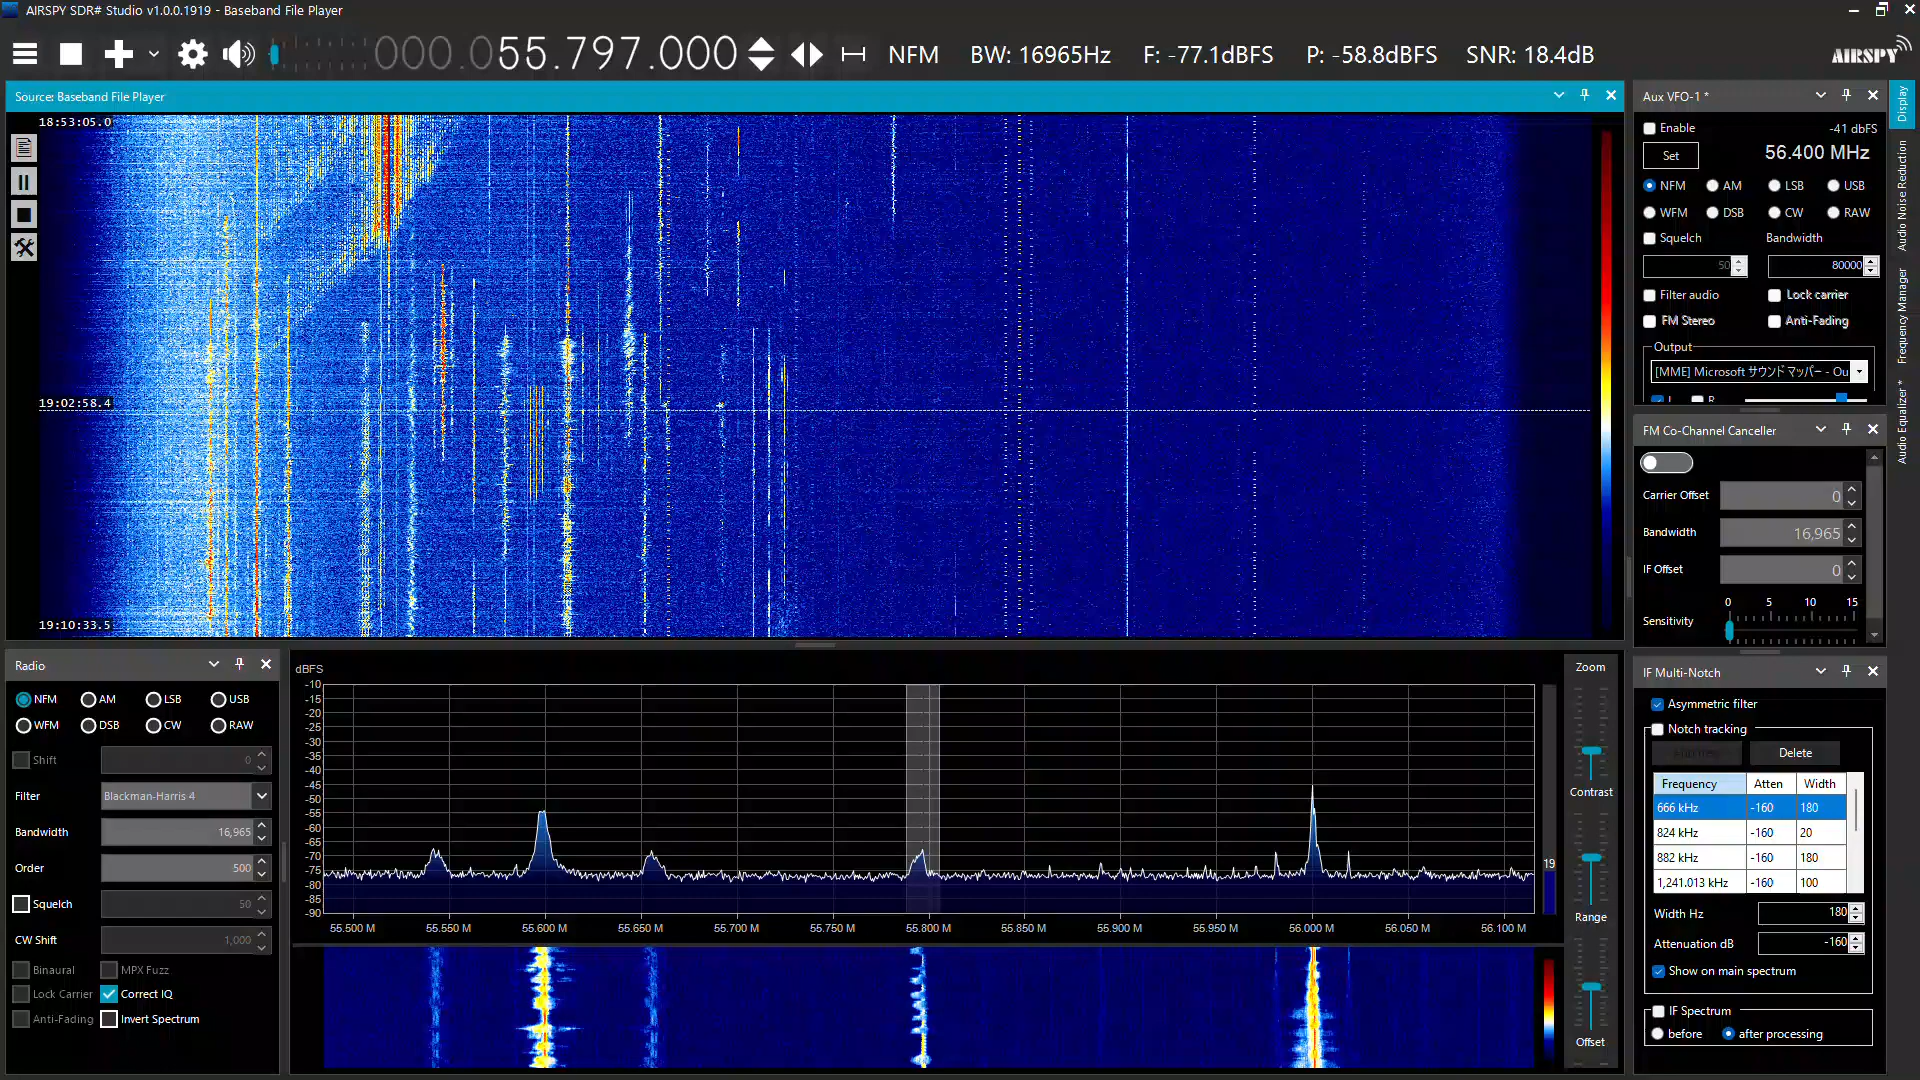 AIRSPY SDR# Studio v1.0.0.1919 - Baseband File Player
000.055.797.000
NFM BW: 16965Hz F: -77.1dBFS P: -58.8dBFS SNR: 18.4dB
AIRSPY
Source: Baseband File Player
18:53:05.0
19:02:58.4
19:10:33.5
Aux VFO-1 *
Enable -41 dbFS
Set 56.400 MHz
NFM AM LSB USB
WFM DSB CW RAW
Squelch Bandwidth
50 80000
Filter audio Lock carrier
FM Stereo Anti-Fading
Output
[MME] Microsoft サウンド マッパー - Ou
L R
Display
Audio Noise Reduction
Frequency Manager
Audio Equalizer *
FM Co-Channel Canceller
Carrier Offset 0
Bandwidth 16,965
IF Offset 0
0 5 10 15
Sensitivity
Radio
NFM AM LSB USB
WFM DSB CW RAW
Shift 0
Filter Blackman-Harris 4
Bandwidth 16,965
Order 500
Squelch 50
CW Shift 1,000
Binaural MPX Fuzz
Lock Carrier Correct IQ
Anti-Fading Invert Spectrum
dBFS
-10
-15
-20
-25
-30
-35
-40
-45
-50
-55
-60
-65
-70
-75
-80
-85
-90
55.500 M 55.550 M 55.600 M 55.650 M 55.700 M 55.750 M 55.800 M 55.850 M 55.900 M 55.950 M 56.000 M 56.050 M 56.100 M
19
Zoom
Contrast
Range
Offset
IF Multi-Notch
Asymmetric filter
Notch tracking
Delete
Frequency Atten Width
666 kHz -160 180
824 kHz -160 20
882 kHz -160 180
1,241.013 kHz -160 100
Width Hz 180
Attenuation dB -160
Show on main spectrum
IF Spectrum
before after processing